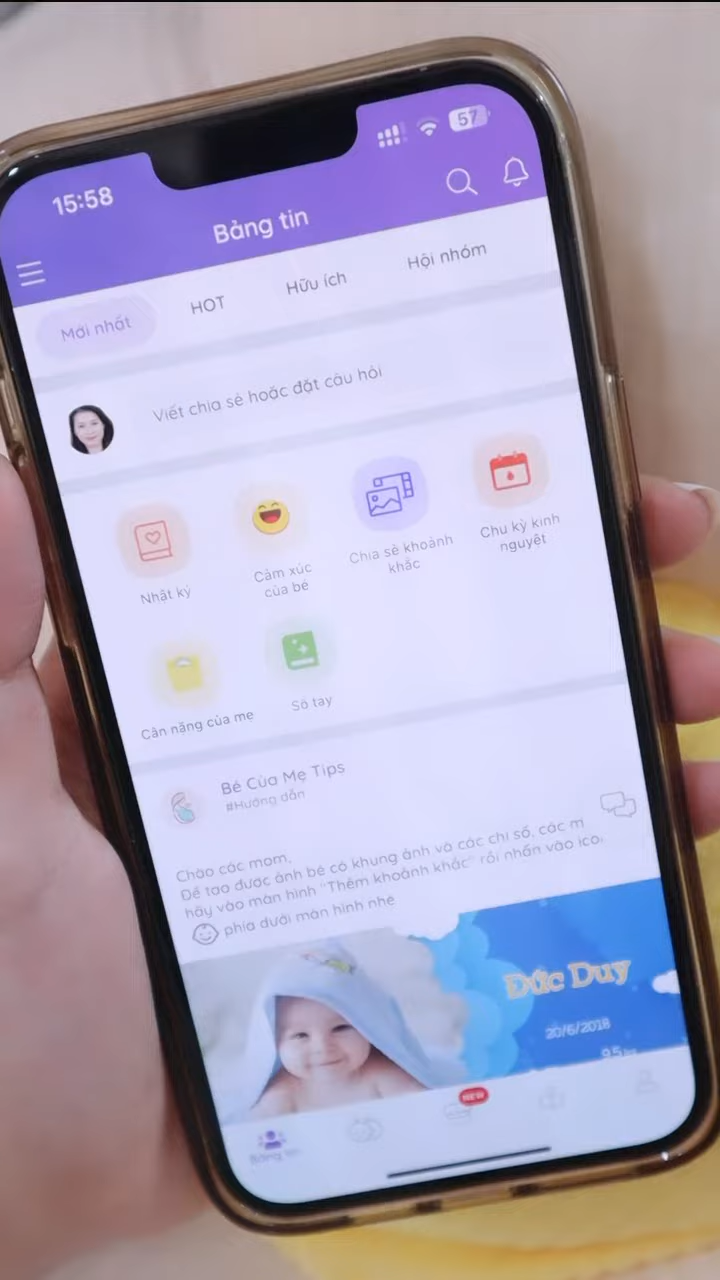 15:58
57
Bảng tin
Mới nhất
HOT
Hữu ích
Hội nhóm
Viết chia sẻ hoặc đặt câu hỏi
Nhật ký
Cảm xúc
của bé
Chia sẻ khoảnh
khắc
Chu kỳ kinh
nguyệt
Cân nặng của mẹ
Sổ tay
Bé Của Mẹ Tips
#Hướng dẫn
Chào các mom,
Để tạo được ảnh bé có khung ảnh và các chỉ số, các m
hãy vào màn hình "Thêm khoảnh khắc" rồi nhấn vào ico
phía dưới màn hình nhé
Đức Duy
20/6/2018
NEW
Bảng tin